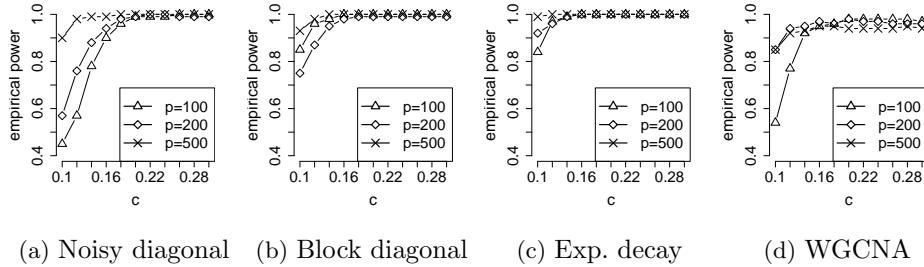 empirical power
1.0
0.8
0.6
0.4
p=100
p=200
p=500
0.1 0.16 0.22 0.28
c
(a) Noisy diagonal
empirical power
1.0
0.8
0.6
0.4
p=100
p=200
p=500
0.1 0.16 0.22 0.28
c
(b) Block diagonal
empirical power
1.0
0.8
0.6
0.4
p=100
p=200
p=500
0.1 0.16 0.22 0.28
c
(c) Exp. decay
empirical power
1.0
0.8
0.6
0.4
p=100
p=200
p=500
0.1 0.16 0.22 0.28
c
(d) WGCNA